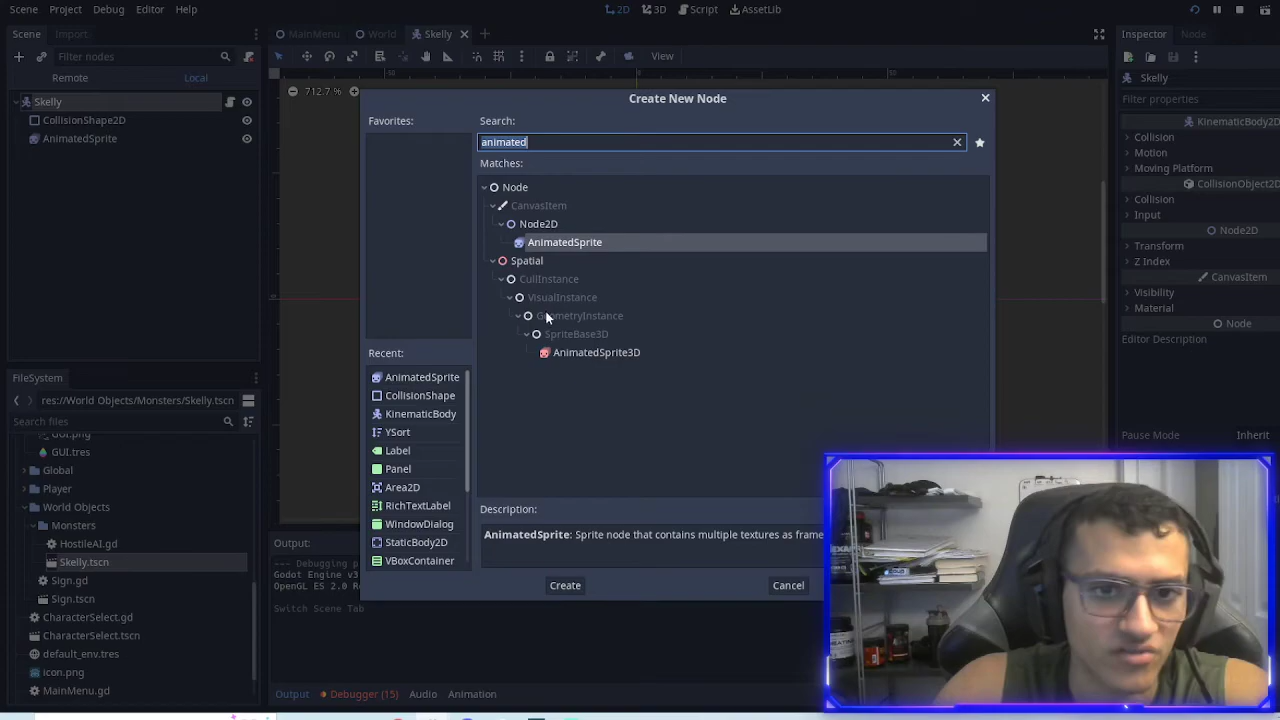 Scene Project Debug Editor Help
2D 3D Script AssetLib
Scene Import
MainMenu World Skelly
Inspector Node
Filter nodes
View
Remote Local
Skelly
Skelly
CollisionShape2D
AnimatedSprite
712.7 %
Create New Node
Favorites:
Search:
animated
Matches:
Node
CanvasItem
Node2D
AnimatedSprite
Spatial
CullInstance
VisualInstance
GeometryInstance
SpriteBase3D
AnimatedSprite3D
Recent:
AnimatedSprite
CollisionShape
KinematicBody
YSort
Label
Panel
Area2D
RichTextLabel
WindowDialog
StaticBody2D
VBoxContainer
Description:
AnimatedSprite: Sprite node that contains multiple textures as frame
Create Cancel
Filter properties
KinematicBody2D
Collision
Motion
Moving Platform
CollisionObject2D
Collision
Input
Node2D
Transform
Z Index
CanvasItem
Visibility
Material
Node
Editor Description
Pause Mode Inherit
FileSystem
res://World Objects/Monsters/Skelly.tscn
Search files
GUI.png
GUI.tres
Global
Player
World Objects
Monsters
HostileAI.gd
Skelly.tscn
Sign.gd
Sign.tscn
CharacterSelect.gd
CharacterSelect.tscn
default_env.tres
icon.png
MainMenu.gd
Output:
--- Debugging p
Godot Engine v3
OpenGL ES 2.0 Re
Switch Scene Tab
Output Debugger (15) Audio Animation